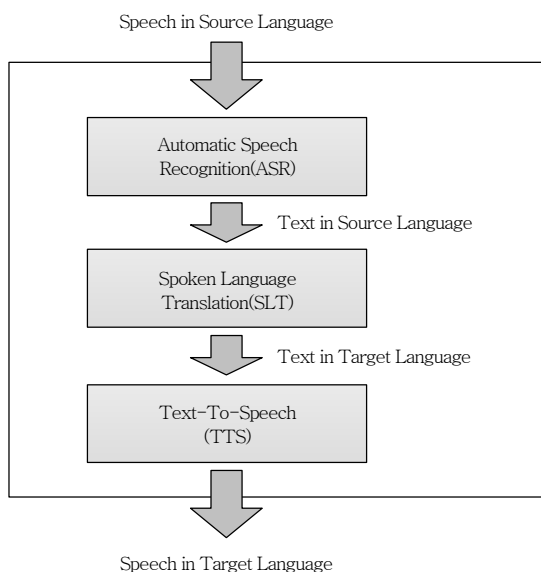 Speech in Source Language
Automatic Speech
Recognition(ASR)
Text in Source Language
Spoken Language
Translation(SLT)
Text in Target Language
Text-To-Speech
(TTS)
Speech in Target Language